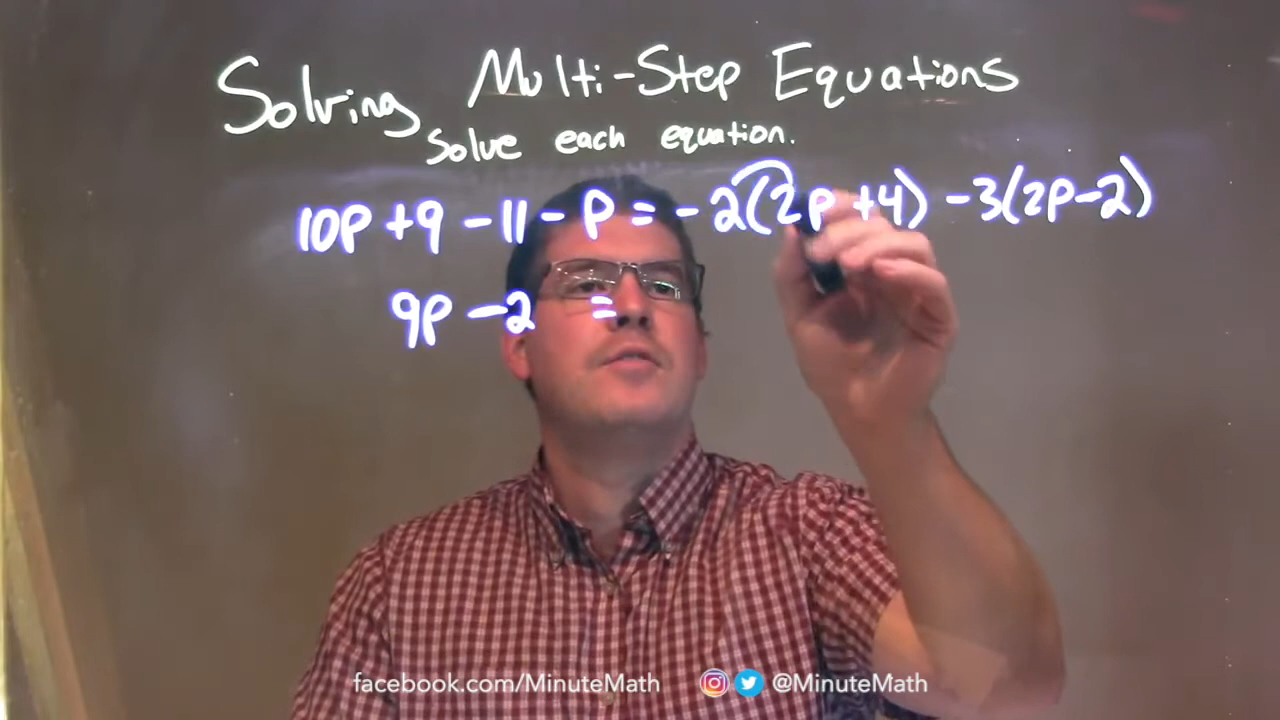 Solving Multi-Step Equations
Solve each equation.
10p + 9 - 11 - p = -2(2p + 4) - 3(2p - 2)
9p - 2 =
facebook.com/MinuteMath @MinuteMath